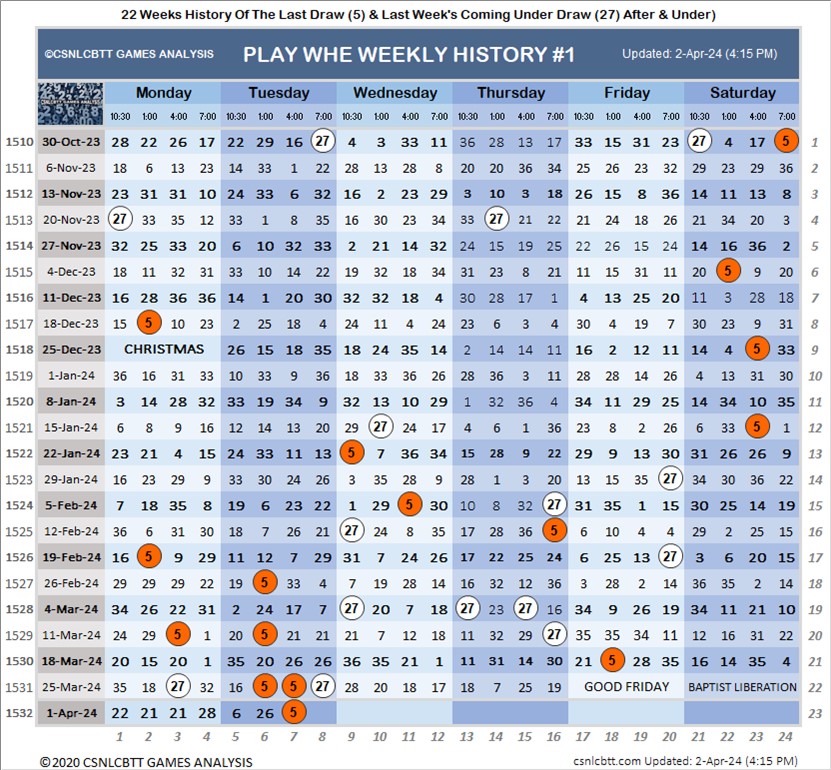 22 Weeks History Of The Last Draw (5) & Last Week's Coming Under Draw (27) After & Under)
©CSNLCBTT GAMES ANALYSIS PLAY WHE WEEKLY HISTORY #1 Updated: 2-Apr-24 (4:15 PM)
Monday Tuesday Wednesday Thursday Friday Saturday
10:30 1:00 4:00 7:00 10:30 1:00 4:00 7:00 10:30 1:00 4:00 7:00 10:30 1:00 4:00 7:00 10:30 1:00 4:00 7:00 10:30 1:00 4:00 7:00
1510 30-Oct-23 28 22 26 17 22 29 16 27 4 3 33 11 36 28 13 17 33 15 31 23 27 4 17 5 1
1511 6-Nov-23 18 6 13 23 14 33 1 22 28 13 28 8 20 20 36 34 25 26 23 32 29 23 29 36 2
1512 13-Nov-23 23 31 31 10 24 33 6 32 16 2 23 29 3 10 3 18 26 15 8 36 14 11 13 8 3
1513 20-Nov-23 27 33 35 12 33 1 8 35 16 30 23 34 33 27 21 22 21 24 18 26 21 34 20 3 4
1514 27-Nov-23 32 25 33 20 6 10 32 33 2 21 14 32 24 15 19 25 22 26 15 24 14 16 36 2 5
1515 4-Dec-23 18 11 32 31 33 10 14 22 19 32 18 34 31 23 8 21 11 15 31 11 20 5 9 20 6
1516 11-Dec-23 16 28 36 36 14 1 20 30 32 32 18 4 30 28 17 1 4 13 25 20 11 3 28 18 7
1517 18-Dec-23 15 5 10 23 2 25 18 4 24 11 4 24 23 6 3 4 30 4 19 7 30 23 9 31 8
1518 25-Dec-23 CHRISTMAS 26 15 18 35 18 24 35 14 2 14 14 11 16 2 12 11 14 4 5 33 9
1519 1-Jan-24 36 16 33 31 10 33 9 36 18 33 36 26 28 36 3 11 28 28 14 26 4 13 31 30 10
1520 8-Jan-24 3 14 28 32 33 19 34 9 32 13 10 29 1 32 36 4 34 8 21 35 14 34 10 35 11
1521 15-Jan-24 6 8 9 16 12 14 13 20 29 27 24 17 4 6 1 36 23 8 2 26 6 33 5 1 12
1522 22-Jan-24 23 21 4 15 24 33 11 13 5 7 36 34 15 28 9 22 29 9 13 30 31 26 26 9 13
1523 29-Jan-24 16 23 29 9 33 30 24 26 3 35 28 9 28 1 3 20 13 15 35 27 9 26 31 15 14
1524 5-Feb-24 7 18 35 8 19 6 23 22 1 29 5 30 10 8 32 27 31 35 1 15 30 25 14 19 15
1525 12-Feb-24 36 6 31 30 18 7 22 21 27 24 8 35 17 28 36 5 6 10 4 4 29 2 25 15 16
1526 19-Feb-24 16 5 9 29 11 12 7 29 31 7 24 26 17 22 25 24 6 25 13 27 3 6 20 15 17
1527 26-Feb-24 29 29 29 22 19 5 33 4 7 19 28 14 16 32 12 36 3 28 2 14 36 35 2 14 18
1528 4-Mar-24 34 26 22 31 2 24 17 7 27 20 7 18 27 23 27 16 34 9 26 19 34 11 21 10 19
1529 11-Mar-24 24 29 5 1 20 5 21 21 21 7 12 18 11 32 29 27 35 35 34 11 12 16 31 22 20
1530 18-Mar-24 20 15 20 1 35 20 26 26 36 35 21 1 11 31 14 30 21 5 28 35 16 14 35 4 21
1531 25-Mar-24 35 18 27 32 16 5 5 27 28 20 18 17 18 7 25 19 GOOD FRIDAY BAPTIST LIBERATION 22
1532 1-Apr-24 22 21 21 28 6 26 5 23
1 2 3 4 5 6 7 8 9 10 11 12 13 14 15 16 17 18 19 20 21 22 23 24
©2020 CSNLCBTT GAMES ANALYSIS csnlcbtt.com Updated: 2-Apr-24 (4:15 PM)